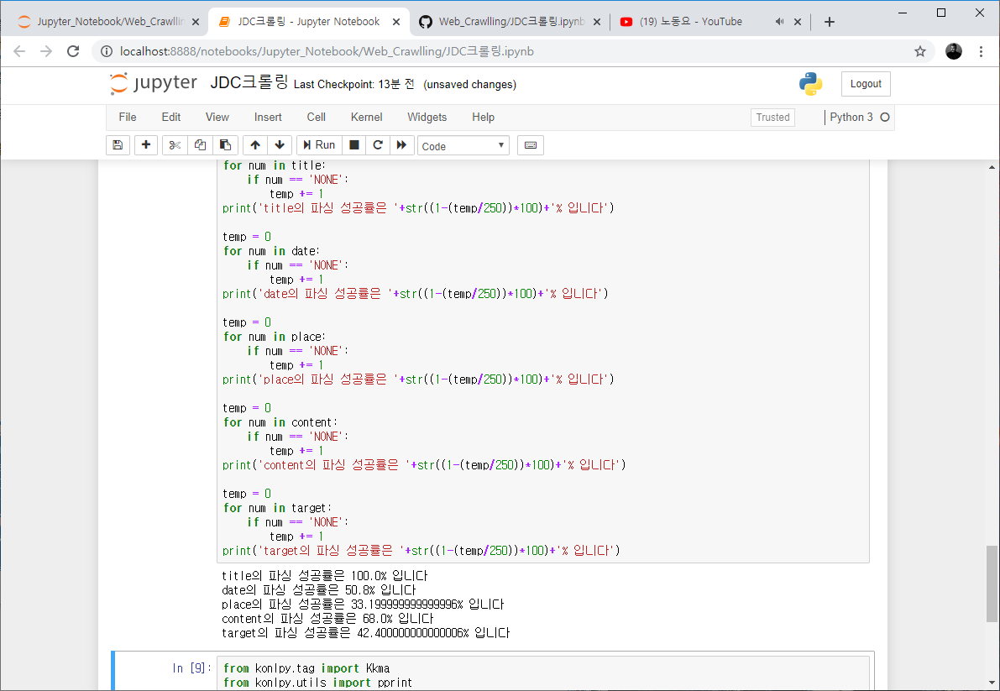 Jupyter_Notebook/Web_Crawllin
JDC크롤링 - Jupyter Notebook
Web_Crawlling/JDC크롤링.ipynb
(19) 노동요 - YouTube
localhost:8888/notebooks/Jupyter_Notebook/Web_Crawlling/JDC크롤링.ipynb
jupyter JDC크롤링 Last Checkpoint: 13분 전 (unsaved changes)
Logout
File Edit View Insert Cell Kernel Widgets Help
Trusted
Python 3
Run
Code
for num in title:
    if num == 'NONE':
        temp += 1
print('title의 파싱 성공률은 '+str((1-(temp/250))*100)+'% 입니다')
temp = 0
for num in date:
    if num == 'NONE':
        temp += 1
print('date의 파싱 성공률은 '+str((1-(temp/250))*100)+'% 입니다')
temp = 0
for num in place:
    if num == 'NONE':
        temp += 1
print('place의 파싱 성공률은 '+str((1-(temp/250))*100)+'% 입니다')
temp = 0
for num in content:
    if num == 'NONE':
        temp += 1
print('content의 파싱 성공률은 '+str((1-(temp/250))*100)+'% 입니다')
temp = 0
for num in target:
    if num == 'NONE':
        temp += 1
print('target의 파싱 성공률은 '+str((1-(temp/250))*100)+'% 입니다')
title의 파싱 성공률은 100.0% 입니다
date의 파싱 성공률은 50.8% 입니다
place의 파싱 성공률은 33.199999999999996% 입니다
content의 파싱 성공률은 68.0% 입니다
target의 파싱 성공률은 42.400000000000006% 입니다
In [9]:
from konlpy.tag import Kkma
from konlpy.utils import pprint